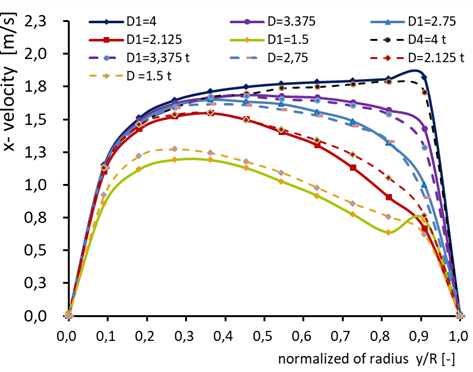 D1=4 D=3.375 D1=2.75
D1=2.125 D1=1.5 D4=4 t
D1=3,375 t D=2,75 D=2.125 t
D =1.5 t
x- velocity [m/s]
2,3
2,0
1,8
1,5
1,3
1,0
0,8
0,5
0,3
0,0
0,0 0,1 0,2 0,3 0,4 0,5 0,6 0,7 0,8 0,9 1,0
normalized of radius y/R [-]